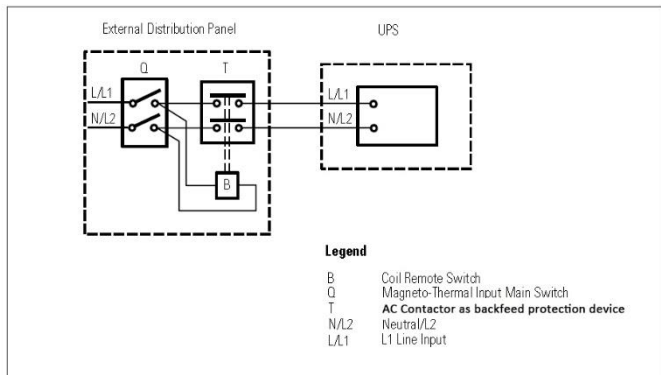 External Distribution Panel
UPS
Q
T
L/L1
L/L1
N/L2
N/L2
B
Legend
B Coil Remote Switch
Q Magneto-Thermal Input Main Switch
T AC Contactor as backfeed protection device
N/L2 Neutral/L2
L/L1 L1 Line Input